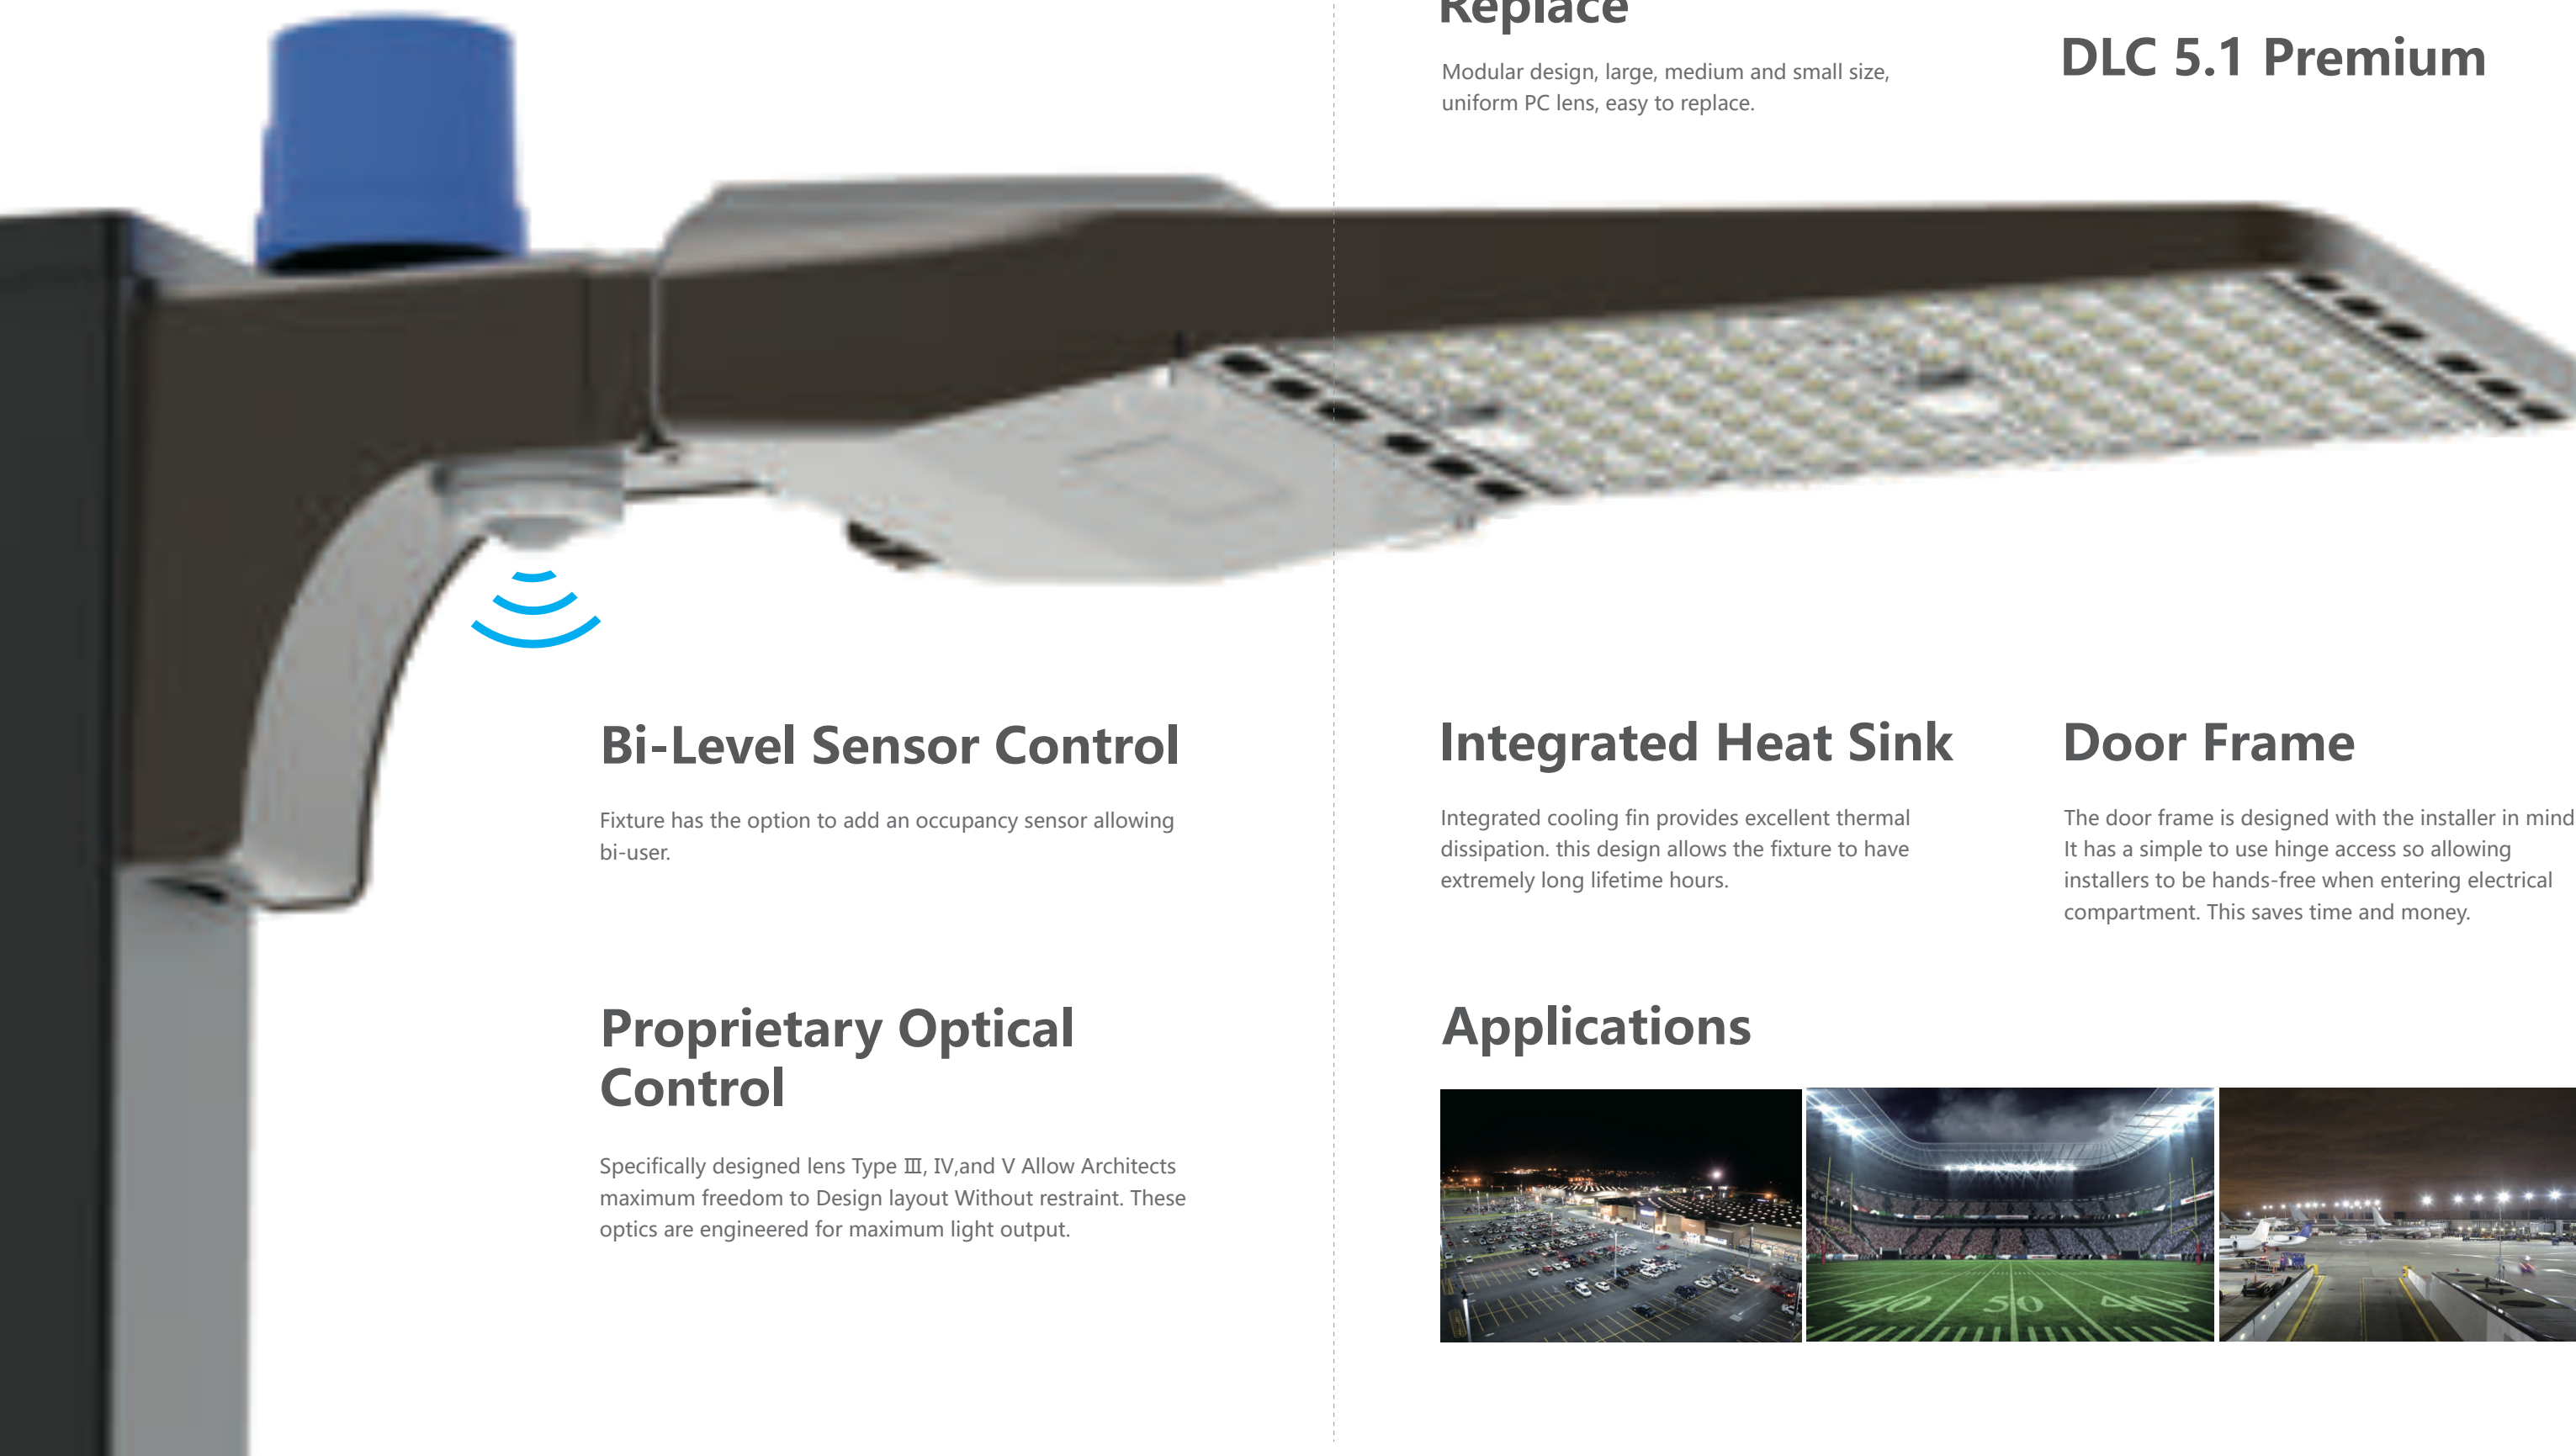 Replace
Modular design, large, medium and small size,
uniform PC lens, easy to replace.
DLC 5.1 Premium
Bi-Level Sensor Control
Fixture has the option to add an occupancy sensor allowing
bi-user.
Integrated Heat Sink
Integrated cooling fin provides excellent thermal
dissipation. this design allows the fixture to have
extremely long lifetime hours.
Door Frame
The door frame is designed with the installer in mind
It has a simple to use hinge access so allowing
installers to be hands-free when entering electrical
compartment. This saves time and money.
Proprietary Optical
Control
Specifically designed lens Type Ⅲ, IV,and V Allow Architects
maximum freedom to Design layout Without restraint. These
optics are engineered for maximum light output.
Applications
40 50 40